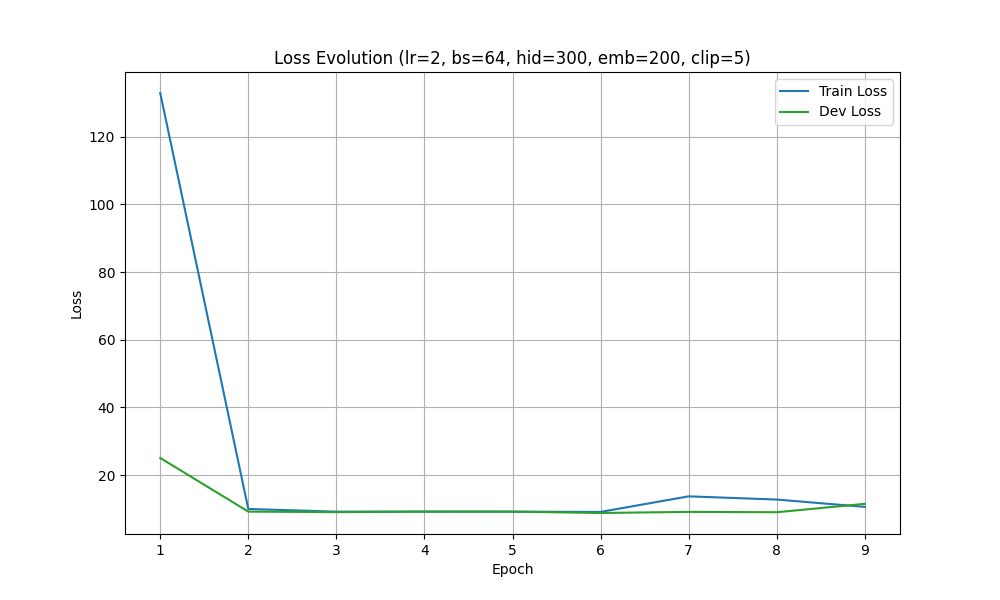 Loss Evolution (lr=2, bs=64, hid=300, emb=200, clip=5)
Train Loss
Dev Loss
120
100
80
60
40
20
Loss
1 2 3 4 5 6 7 8 9
Epoch